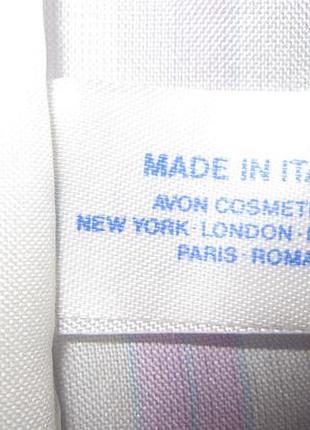 MADE IN ITA
AVON COSMET
NEW YORK · LONDON ·
PARIS · ROMA